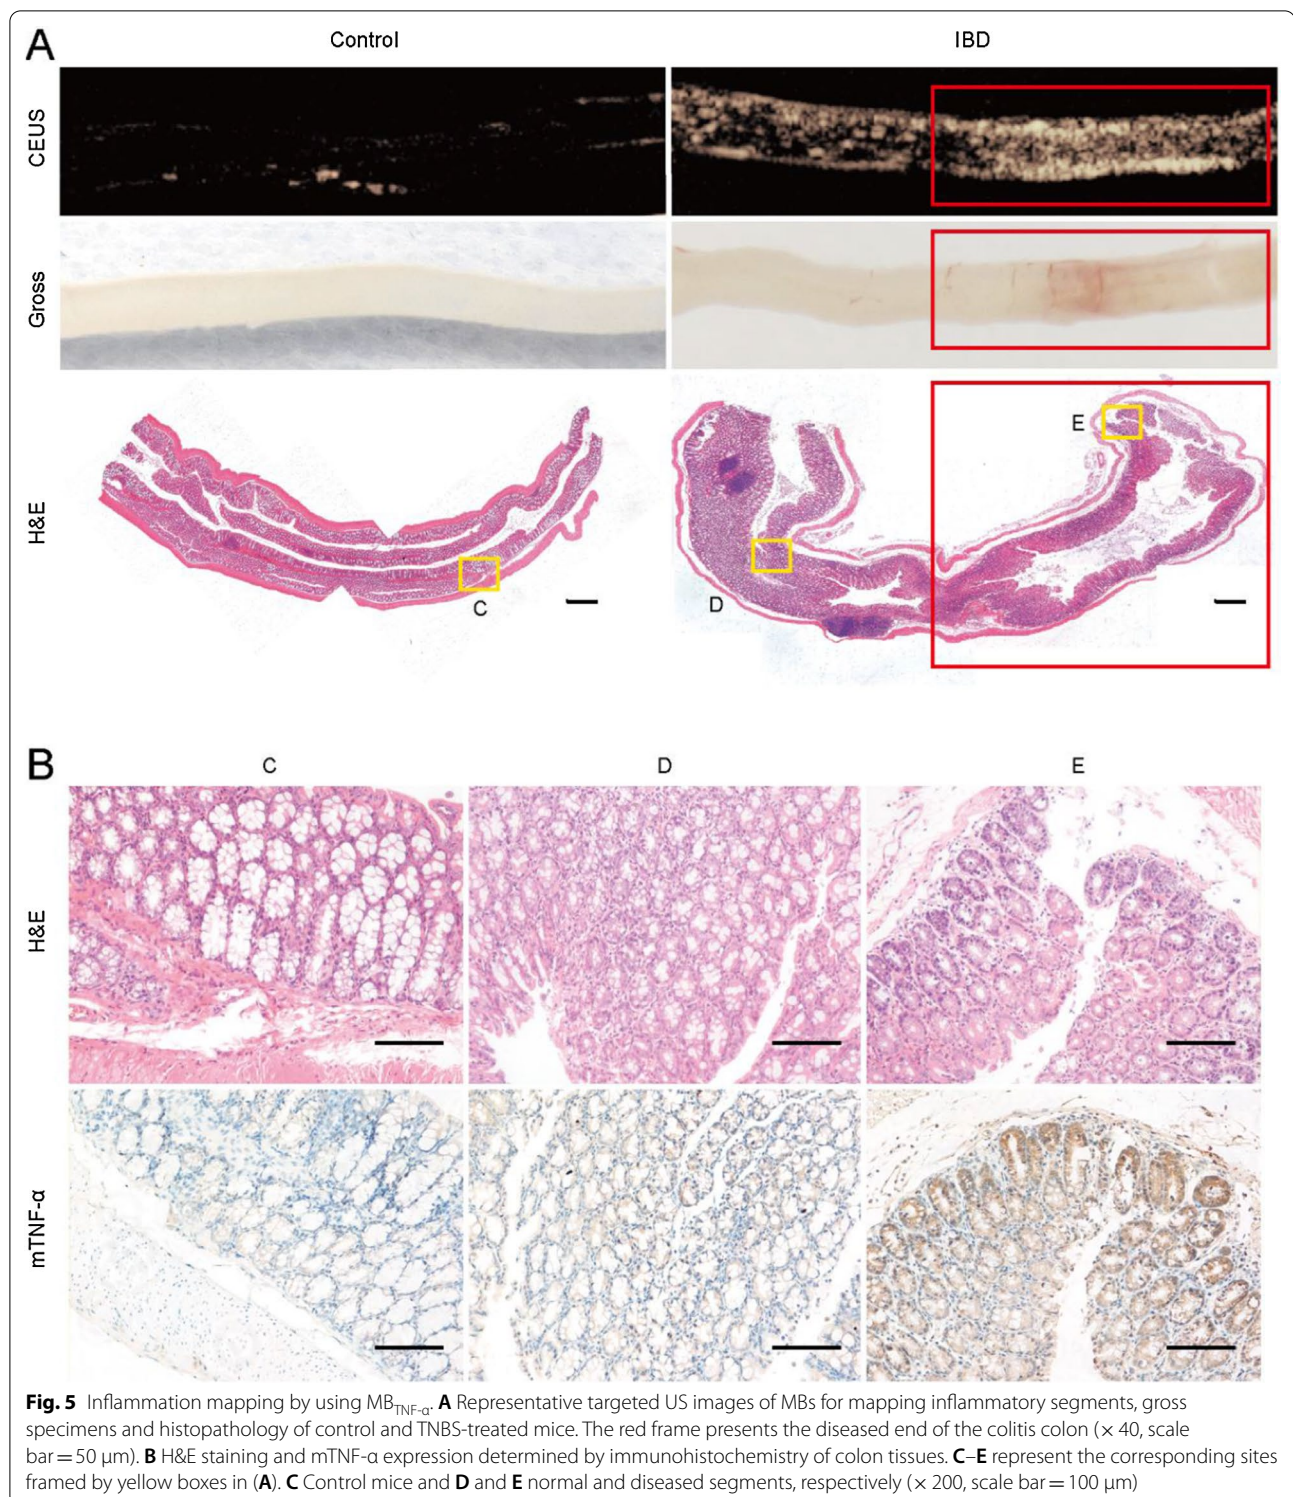 A
Control
IBD
CEUS
Gross
H&E
C
D
E
B
C
D
E
H&E
mTNF-α
Fig. 5 Inflammation mapping by using MBTNF-α. A Representative targeted US images of MBs for mapping inflammatory segments, gross
specimens and histopathology of control and TNBS-treated mice. The red frame presents the diseased end of the colitis colon (× 40, scale
bar = 50 μm). B H&E staining and mTNF-α expression determined by immunohistochemistry of colon tissues. C–E represent the corresponding sites
framed by yellow boxes in (A). C Control mice and D and E normal and diseased segments, respectively (× 200, scale bar = 100 μm)